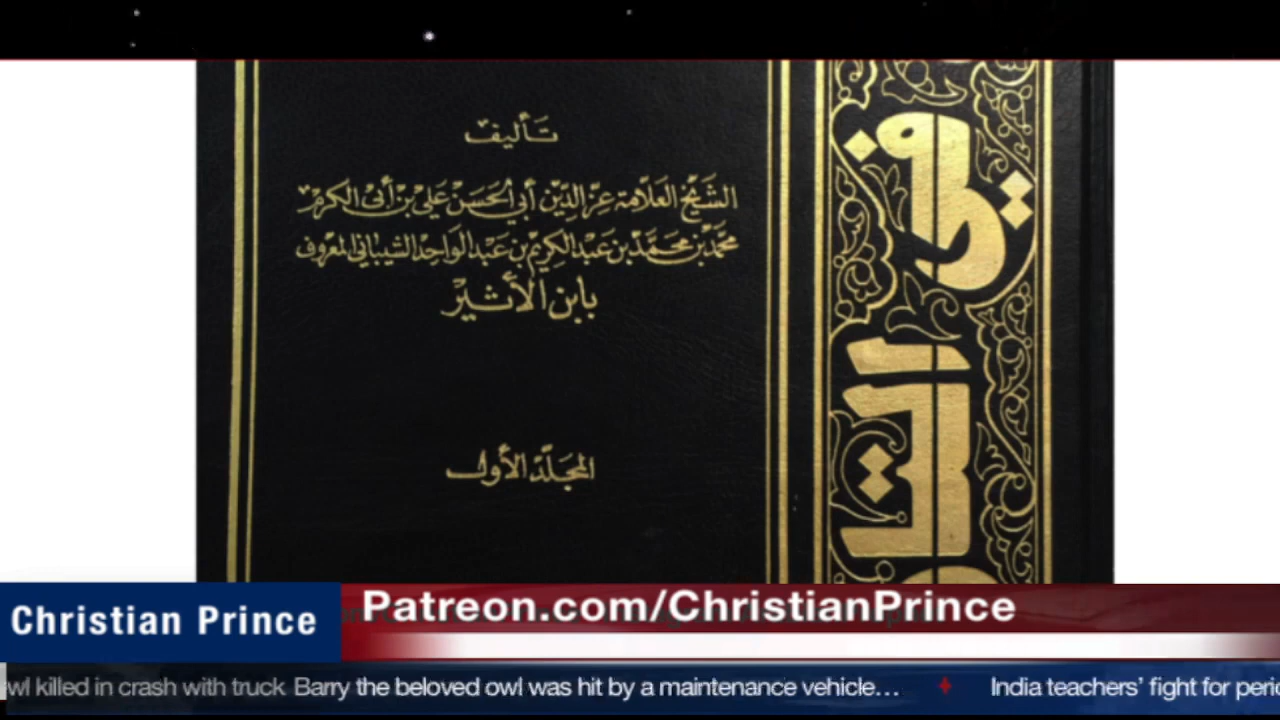 تأليف
الشيخ العلامة عز الدين أبي الحسن علي بن أبي الكرم
محمد بن محمد بن عبد الكريم بن عبد الواحد الشيباني المعروف
بابن الأثير
المجلد الأول
في التا
Christian Prince
Patreon.com/ChristianPrince
wl killed in crash with truck Barry the beloved owl was hit by a maintenance vehicle… India teachers’ fight for peri